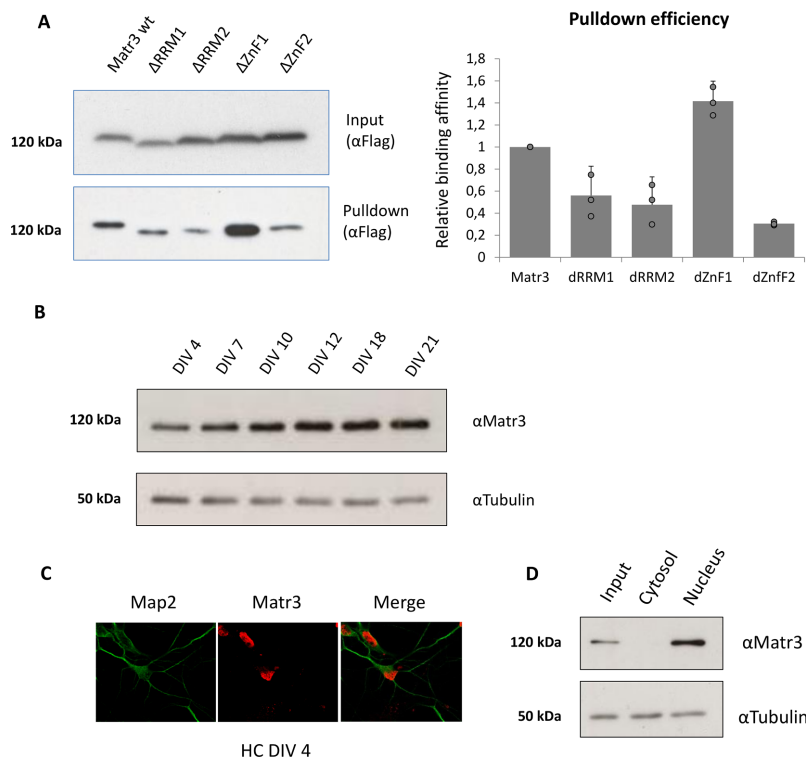 A
Matr3 wt
ΔRRM1
ΔRRM2
ΔZnF1
ΔZnF2
120 kDa
Input
(αFlag)
120 kDa
Pulldown
(αFlag)
Pulldown efficiency
Relative binding affinity
1,8
1,6
1,4
1,2
1
0,8
0,6
0,4
0,2
0
Matr3 dRRM1 dRRM2 dZnF1 dZnfF2
B
DIV 4
DIV 7
DIV 10
DIV 12
DIV 18
DIV 21
120 kDa
αMatr3
50 kDa
αTubulin
C
Map2 Matr3 Merge
HC DIV 4
D
Input
Cytosol
Nucleus
120 kDa
αMatr3
50 kDa
αTubulin